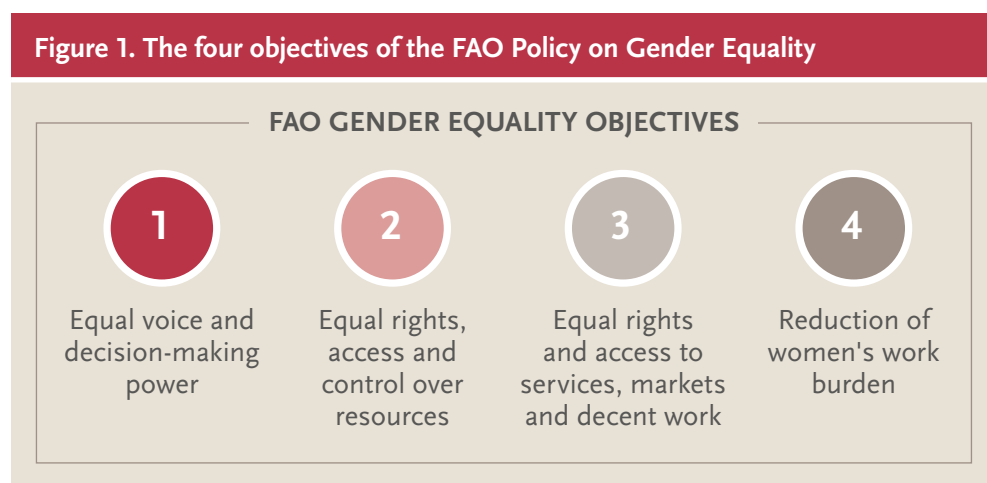 Figure 1. The four objectives of the FAO Policy on Gender Equality
FAO GENDER EQUALITY OBJECTIVES
1
Equal voice and
decision-making
power
2
Equal rights,
access and
control over
resources
3
Equal rights
and access to
services, markets
and decent work
4
Reduction of
women's work
burden